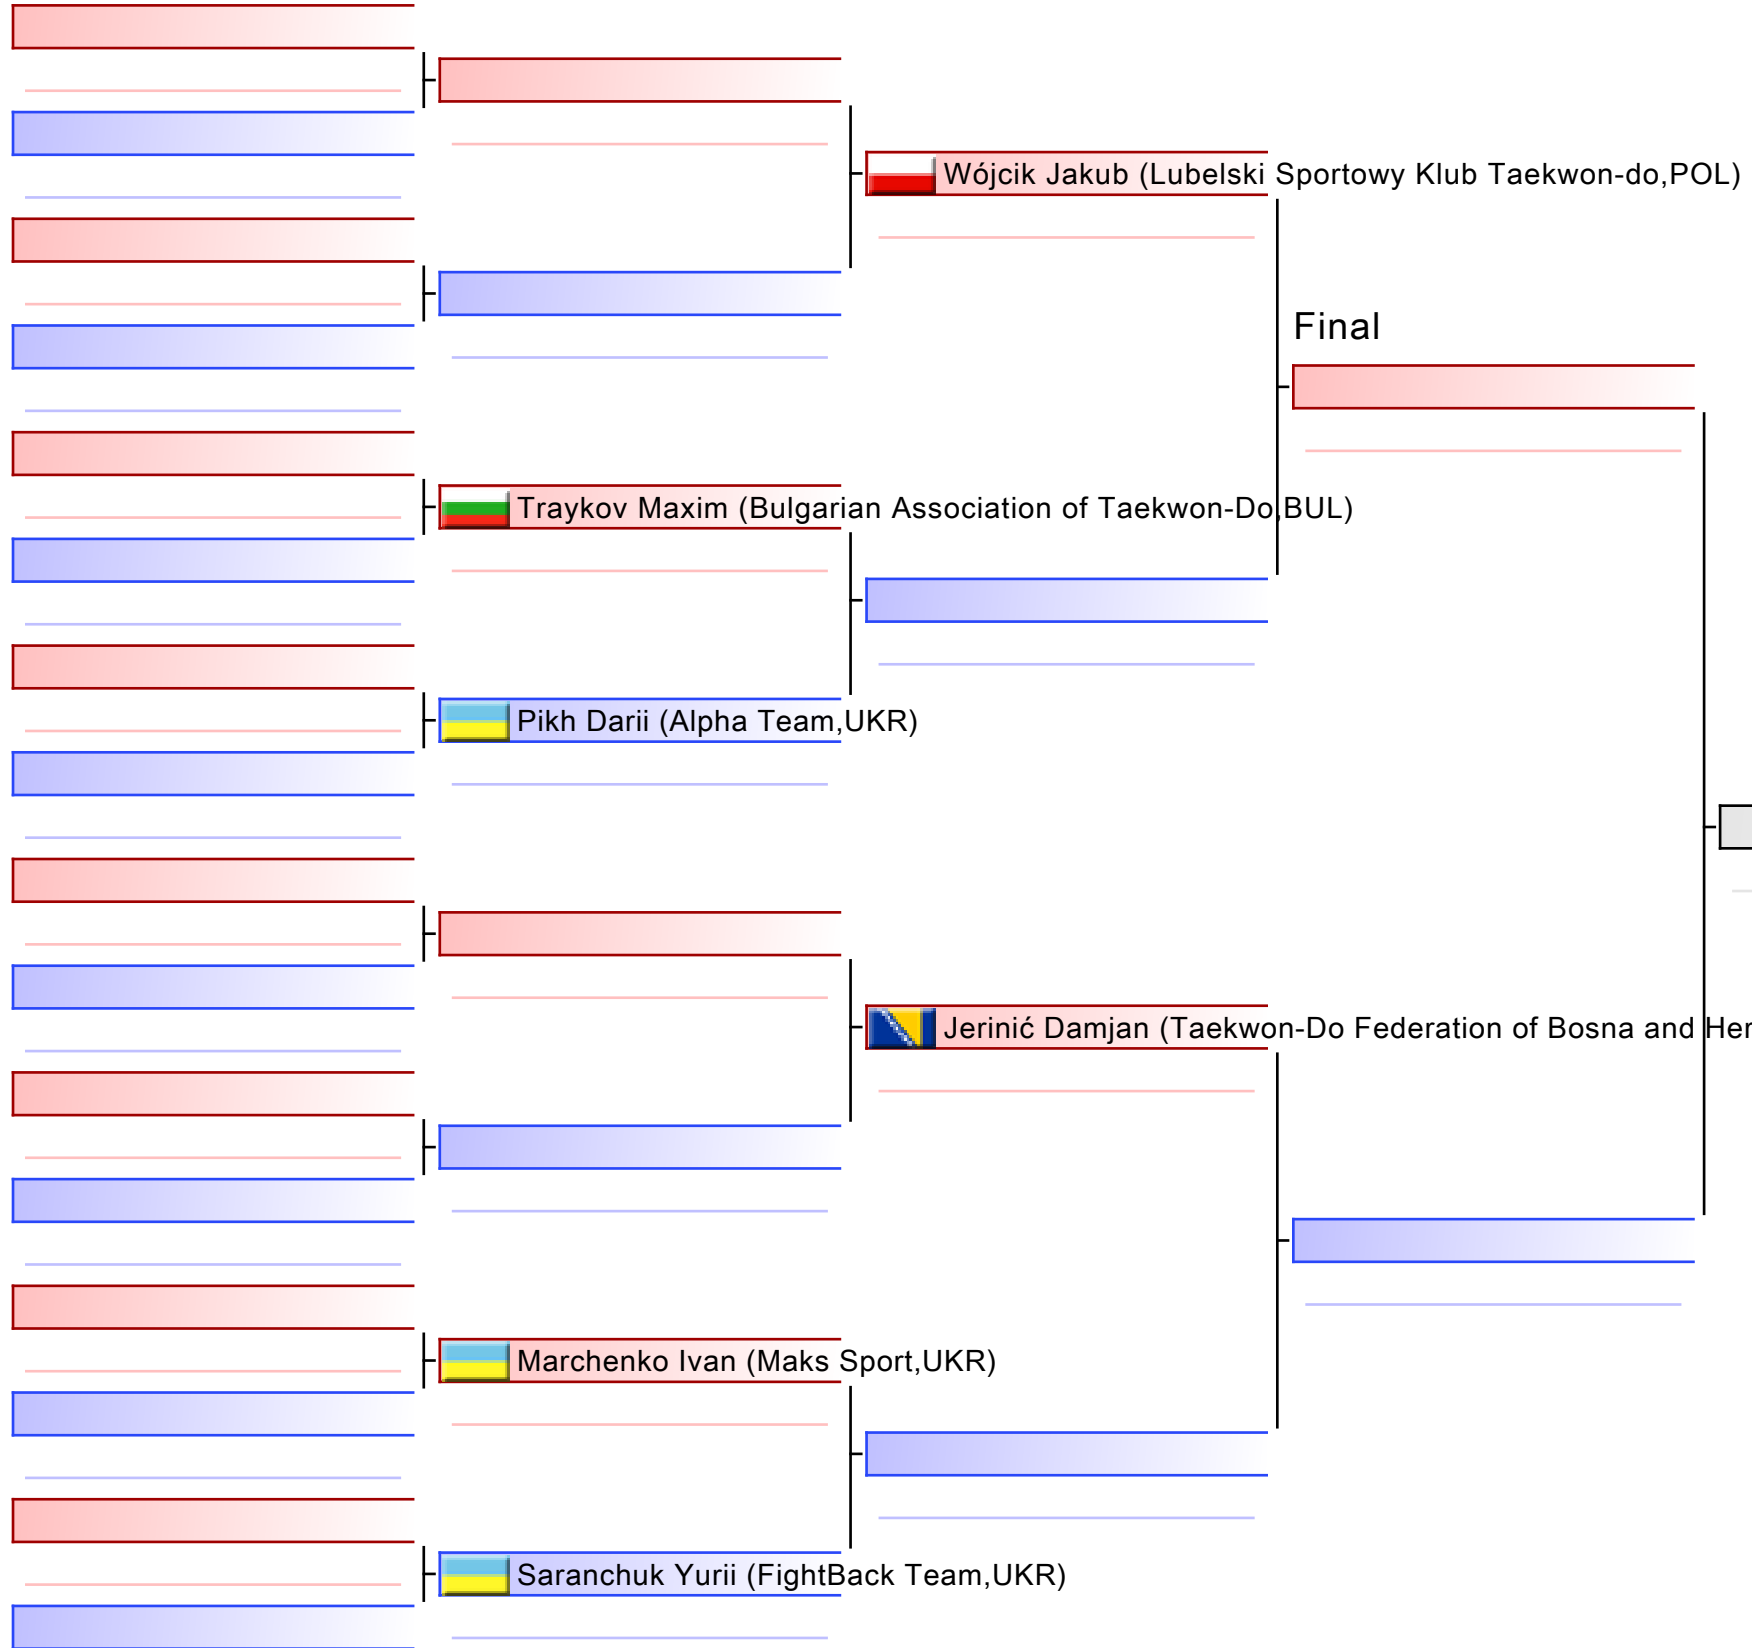 Wójcik Jakub (Lubelski Sportowy Klub Taekwon-do,POL)
Final
Traykov Maxim (Bulgarian Association of Taekwon-Do,BUL)
Pikh Darii (Alpha Team,UKR)
Jerinić Damjan (Taekwon-Do Federation of Bosna and Her
Marchenko Ivan (Maks Sport,UKR)
Saranchuk Yurii (FightBack Team,UKR)